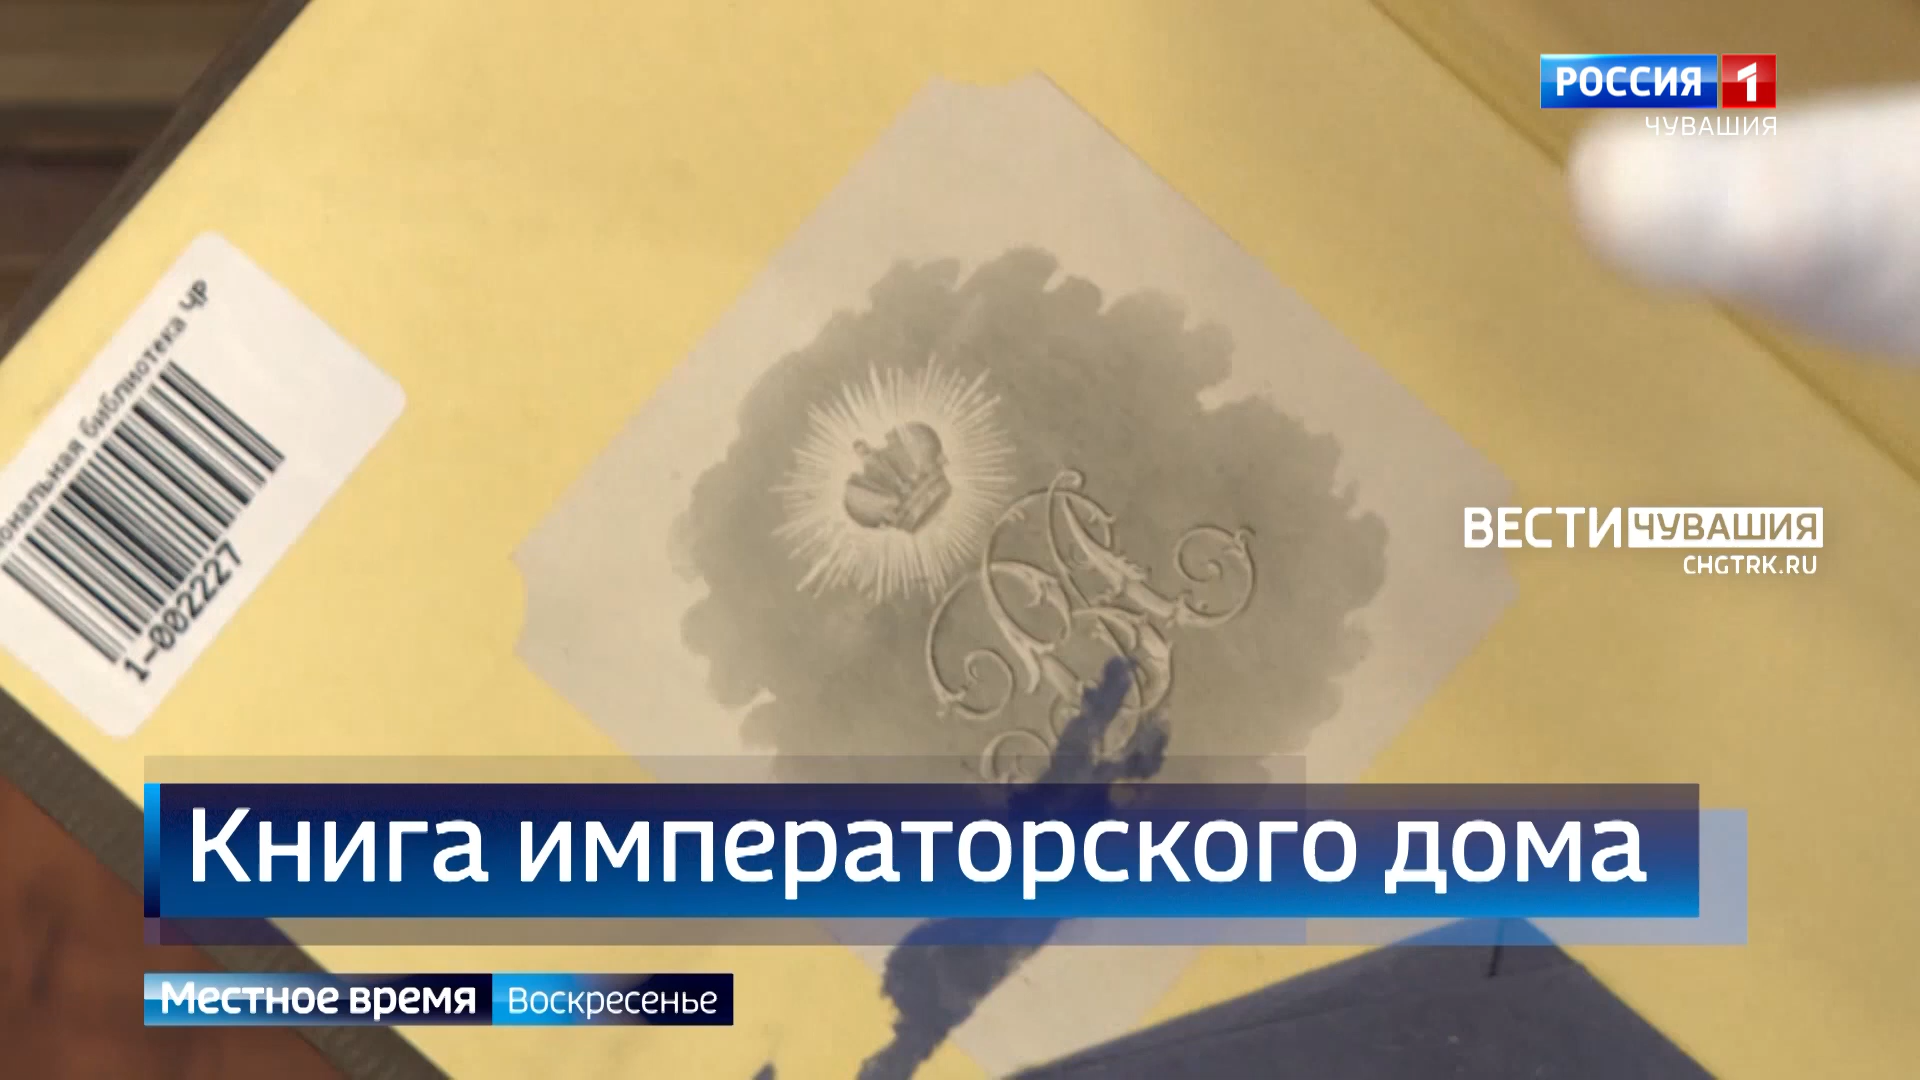 РОССИЯ 1
ЧУВАШИЯ
ВЕСТИ ЧУВАШИЯ
CHGTRK.RU
библиотека ЧР
1-002227
Книга императорского дома
Местное время Воскресенье